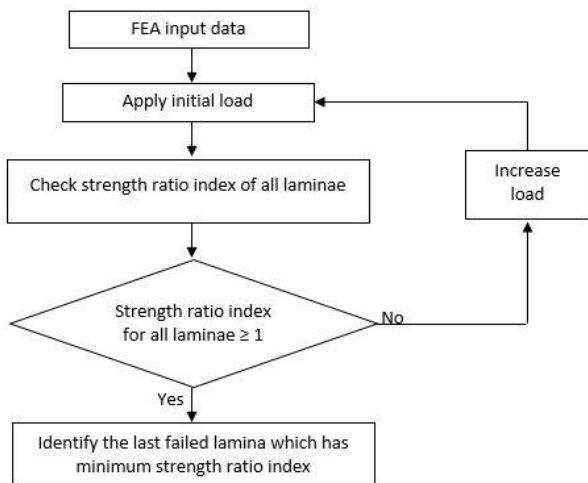 FEA input data
Apply initial load
Check strength ratio index of all laminae
Increase
load
Strength ratio index
for all laminae ≥ 1
No
Yes
Identify the last failed lamina which has
minimum strength ratio index